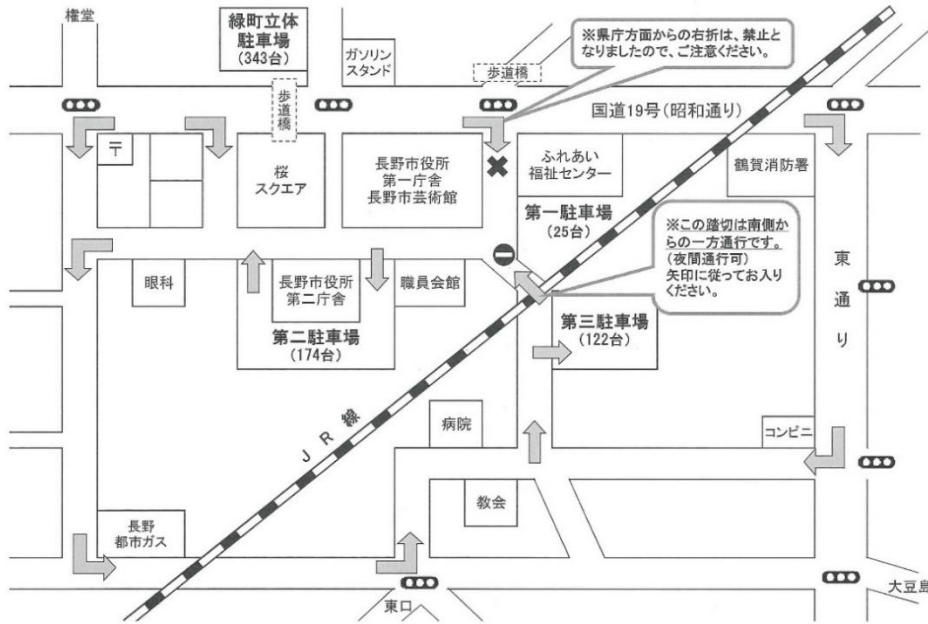 権堂
緑町立体
駐車場
(343台)
ガソリン
スタンド
※県庁方面からの右折は、禁止と
なりましたので、ご注意ください。
歩道橋
歩道橋
国道19号(昭和通り)
〒
桜
スクエア
長野市役所
第一庁舎
長野市芸術館
ふれあい
福祉センター
鶴賀消防署
第一駐車場
(25台)
※この踏切は南側か
らの一方通行です。
(夜間通行可)
矢印に従ってお入り
ください。
東通り
眼科
長野市役所
第二庁舎
職員会館
第二駐車場
(174台)
第三駐車場
(122台)
JR線
病院
コンビニ
教会
長野
都市ガス
東口
大豆島